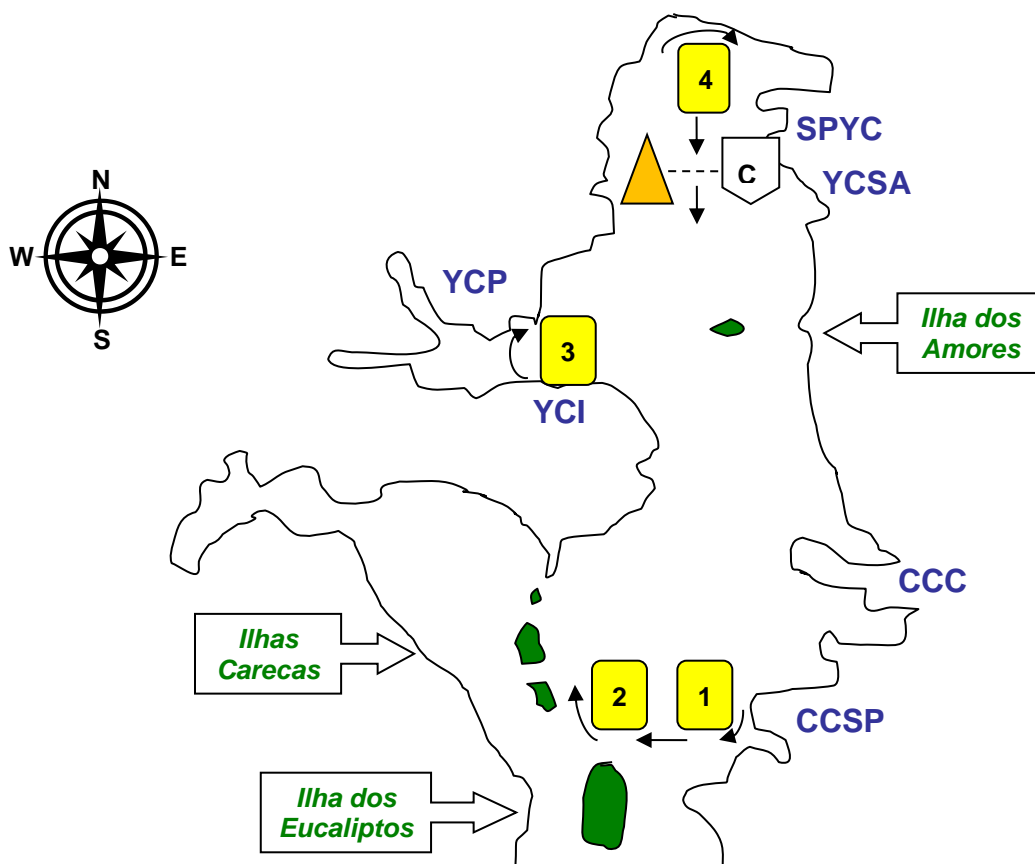 4
SPYC
C
YCSA
N
W
E
S
YCP
Ilha dos
Amores
3
YCI
CCC
Ilhas
Carecas
2
1
CCSP
Ilha dos
Eucaliptos